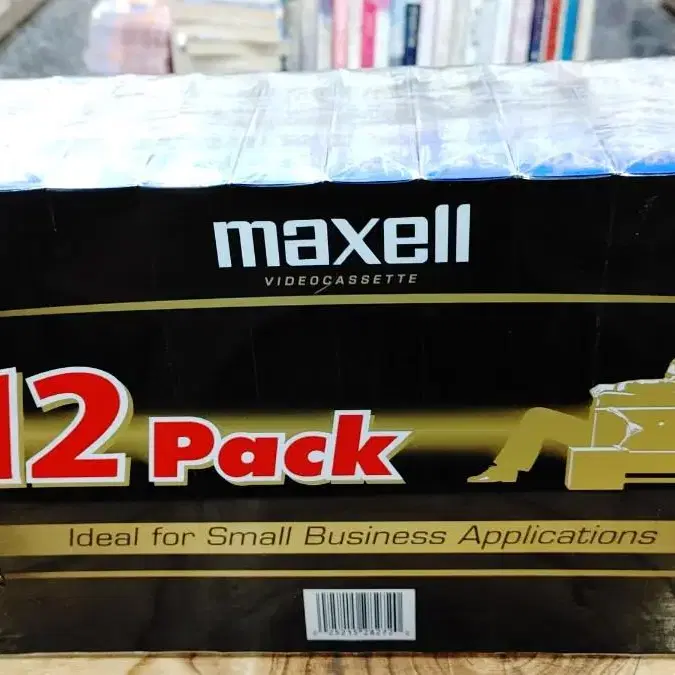 maxell
VIDEOCASSETTE
12 Pack
Ideal for Small Business Applications